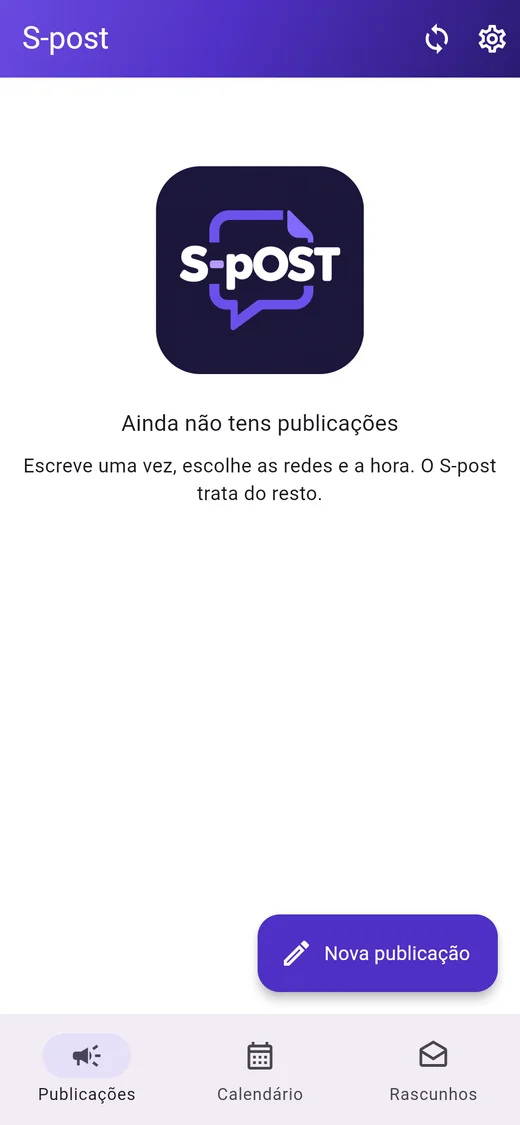 S-post
S-pOST
Ainda não tens publicações
Escreve uma vez, escolhe as redes e a hora. O S-post
trata do resto.
Nova publicação
Publicações
Calendário
Rascunhos